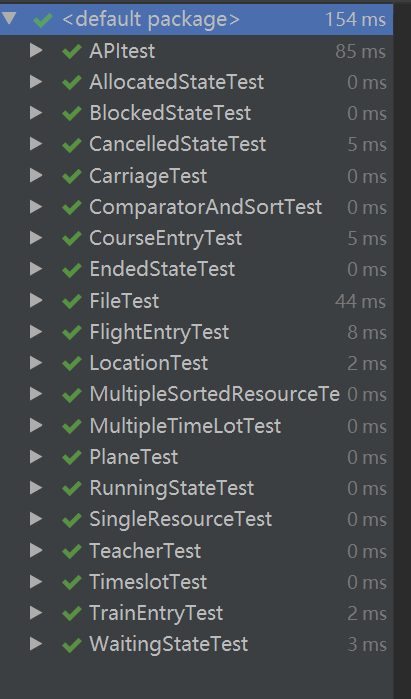 <default package> 154 ms
APItest 85 ms
AllocatedStateTest 0 ms
BlockedStateTest 0 ms
CancelledStateTest 5 ms
CarriageTest 0 ms
ComparatorAndSortTest 0 ms
CourseEntryTest 5 ms
EndedStateTest 0 ms
FileTest 44 ms
FlightEntryTest 8 ms
LocationTest 2 ms
MultipleSortedResourceTe 0 ms
MultipleTimeLotTest 0 ms
PlaneTest 0 ms
RunningStateTest 0 ms
SingleResourceTest 0 ms
TeacherTest 0 ms
TimeslotTest 0 ms
TrainEntryTest 2 ms
WaitingStateTest 3 ms